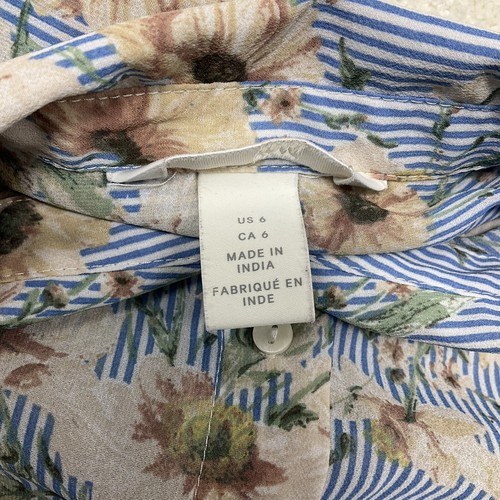 US 6
CA 6
MADE IN
INDIA
FABRIQUÉ EN
INDE